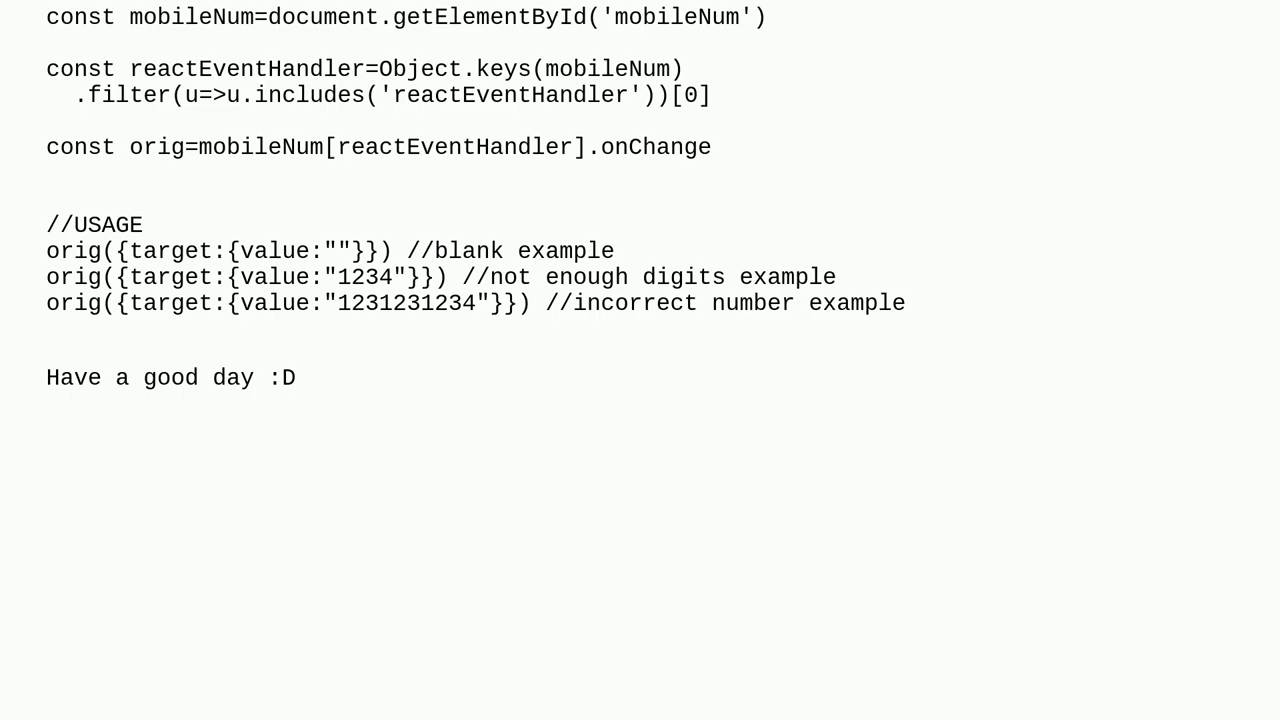 const mobileNum=document.getElementById('mobileNum')
const reactEventHandler=Object.keys(mobileNum)
  .filter(u=>u.includes('reactEventHandler'))[0]
const orig=mobileNum[reactEventHandler].onChange
//USAGE
orig({target:{value:""}}) //blank example
orig({target:{value:"1234"}}) //not enough digits example
orig({target:{value:"1231231234"}}) //incorrect number example
Have a good day :D